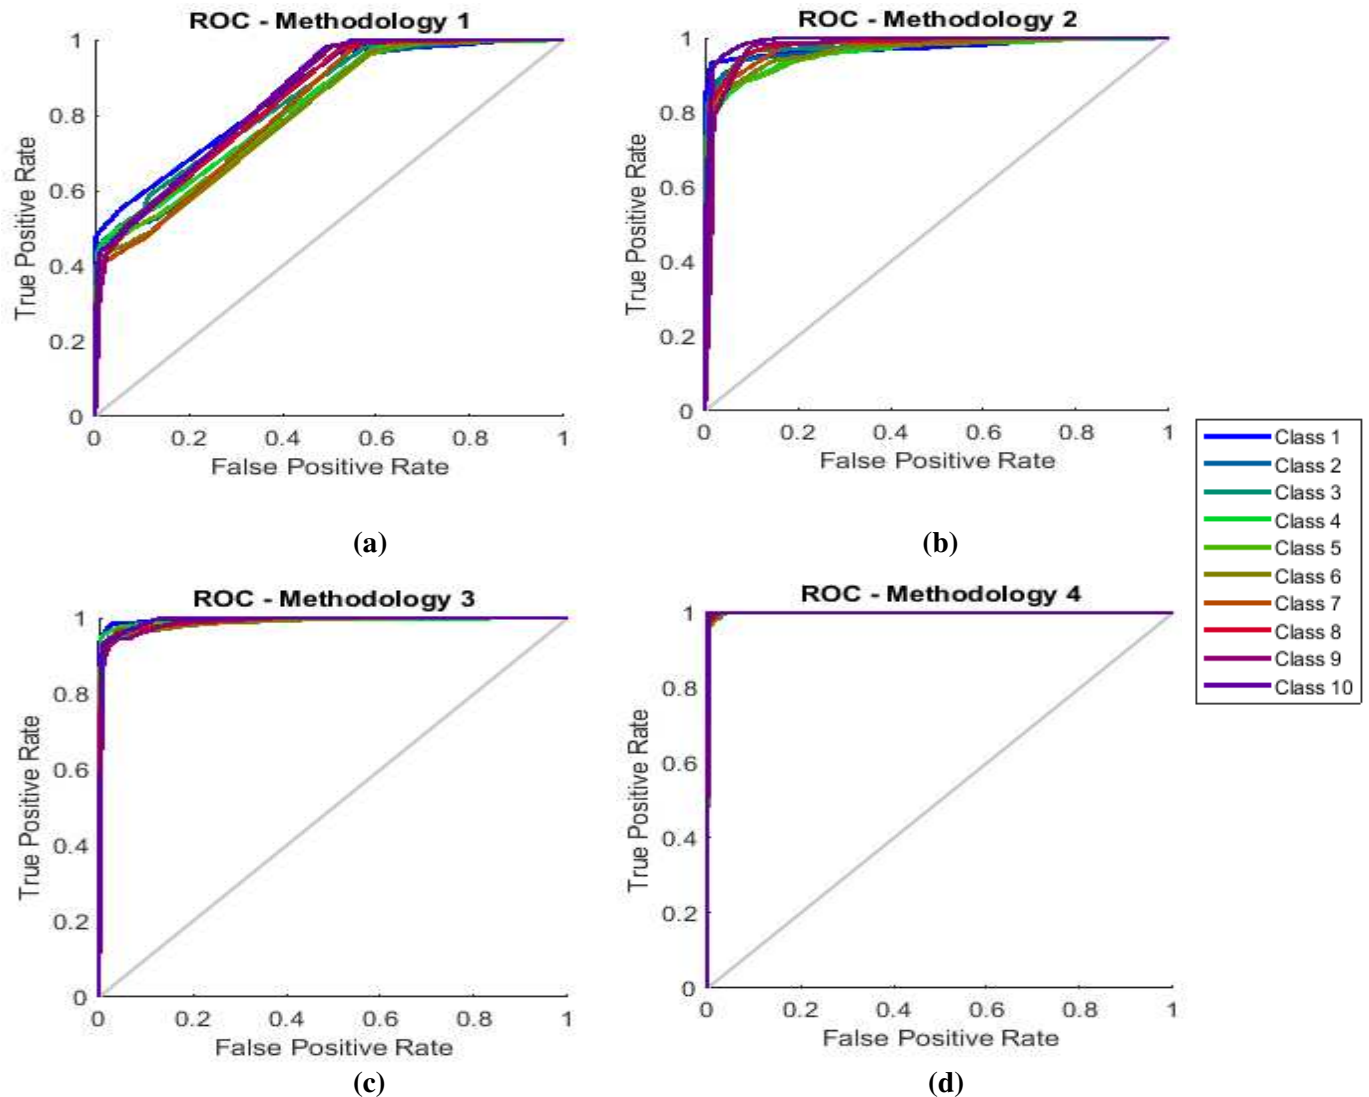 ROC - Methodology 1
1
0.8
0.6
0.4
0.2
0
True Positive Rate
0 0.2 0.4 0.6 0.8 1
False Positive Rate
(a)
ROC - Methodology 2
1
0.8
0.6
0.4
0.2
0
True Positive Rate
0 0.2 0.4 0.6 0.8 1
False Positive Rate
(b)
Class 1
Class 2
Class 3
Class 4
Class 5
Class 6
Class 7
Class 8
Class 9
Class 10
ROC - Methodology 3
1
0.8
0.6
0.4
0.2
0
True Positive Rate
0 0.2 0.4 0.6 0.8 1
False Positive Rate
(c)
ROC - Methodology 4
1
0.8
0.6
0.4
0.2
0
True Positive Rate
0 0.2 0.4 0.6 0.8 1
False Positive Rate
(d)